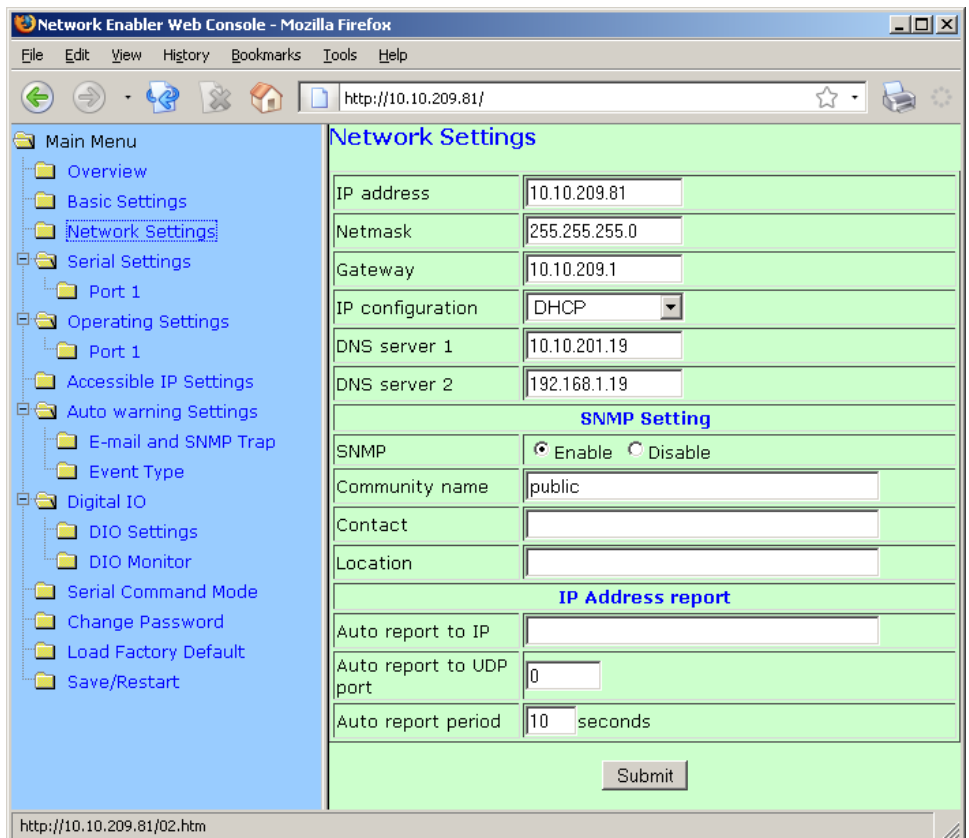 Network Enabler Web Console - Mozilla Firefox
File Edit View History Bookmarks Tools Help
http://10.10.209.81/
Main Menu
Overview
Basic Settings
Network Settings
Serial Settings
Port 1
Operating Settings
Port 1
Accessible IP Settings
Auto warning Settings
E-mail and SNMP Trap
Event Type
Digital IO
DIO Settings
DIO Monitor
Serial Command Mode
Change Password
Load Factory Default
Save/Restart
Network Settings
IP address 10.10.209.81
Netmask 255.255.255.0
Gateway 10.10.209.1
IP configuration DHCP
DNS server 1 10.10.201.19
DNS server 2 192.168.1.19
SNMP Setting
SNMP Enable Disable
Community name public
Contact
Location
IP Address report
Auto report to IP
Auto report to UDP
port 0
Auto report period 10 seconds
Submit
http://10.10.209.81/02.htm